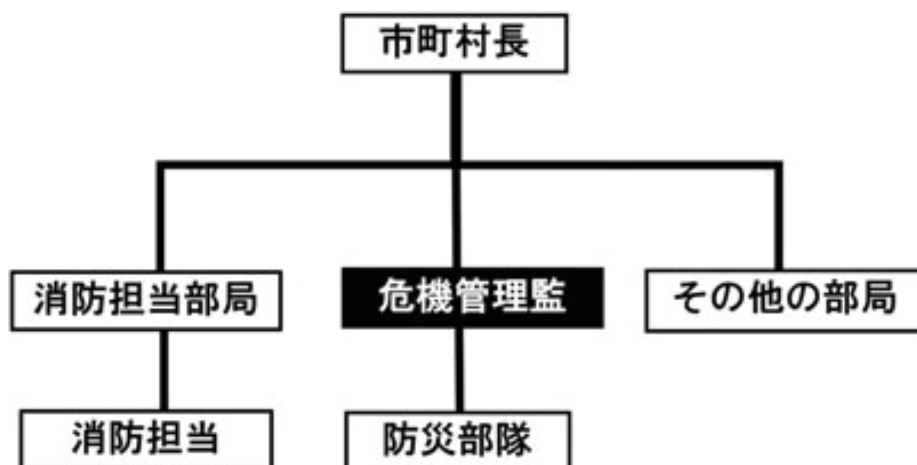 市町村長
消防担当部局
危機管理監
その他の部局
消防担当
防災部隊